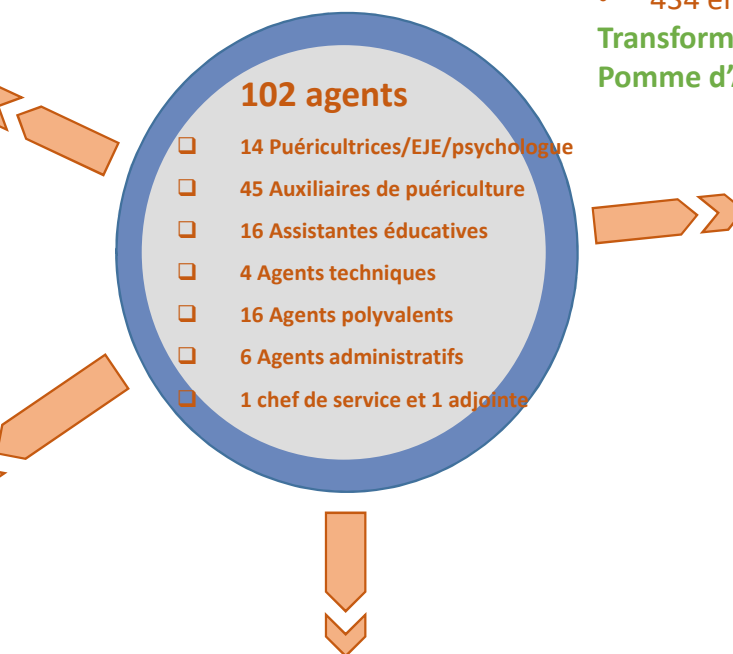 434
Transform
Pomme d'
102 agents
14 Puéricultrices/EJE/psychologue
45 Auxiliaires de puériculture
16 Assistantes éducatives
4 Agents techniques
16 Agents polyvalents
6 Agents administratifs
1 chef de service et 1 adjointe